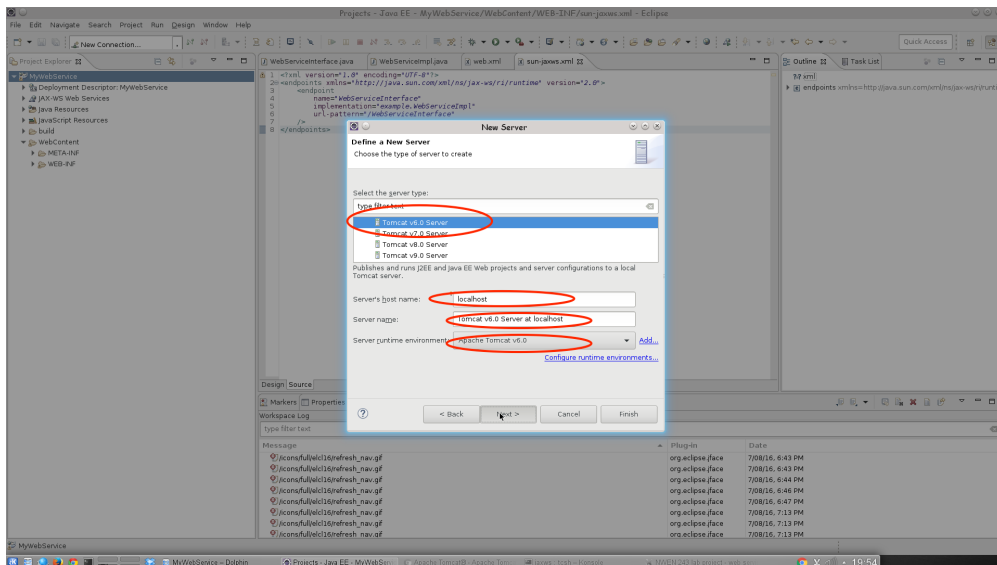 Projects - Java EE - MyWebService/WebContent/WEB-INF/sun-jaxws.xml - Eclipse
File Edit Navigate Search Project Run Design Window Help
New Connection...
Quick Access
Project Explorer
MyWebService
Deployment Descriptor: MyWebService
JAX-WS Web Services
Java Resources
JavaScript Resources
build
WebContent
META-INF
WEB-INF
WebServiceInterface.java
WebServiceImpl.java
web.xml
sun-jaxws.xml
1 <?xml version="1.0" encoding="UTF-8"?>
2 <endpoints xmlns="http://java.sun.com/xml/ns/jax-ws/ri/runtime" version="2.0">
3 <endpoint
4 name="WebServiceInterface"
5 implementation="example.WebServiceImpl"
6 url-pattern="/WebServiceInterface"
7 />
8 </endpoints>
Outline
Task List
xml
endpoints xmlns=http://java.sun.com/xml/ns/jax-ws/ri/runti
New Server
Define a New Server
Choose the type of server to create
Select the server type:
type filter text
Tomcat v6.0 Server
Tomcat v7.0 Server
Tomcat v8.0 Server
Tomcat v9.0 Server
Publishes and runs J2EE and Java EE Web projects and server configurations to a local
Tomcat server.
Server's host name: localhost
Server name: Tomcat v6.0 Server at localhost
Server runtime environment: Apache Tomcat v6.0 Add...
Configure runtime environments...
? < Back Next > Cancel Finish
Design Source
Markers Properties
Workspace Log
type filter text
Message Plug-in Date
/icons/full/elcl16/refresh_nav.gif org.eclipse.jface 7/08/16, 6:43 PM
/icons/full/elcl16/refresh_nav.gif org.eclipse.jface 7/08/16, 6:43 PM
/icons/full/elcl16/refresh_nav.gif org.eclipse.jface 7/08/16, 6:44 PM
/icons/full/elcl16/refresh_nav.gif org.eclipse.jface 7/08/16, 6:46 PM
/icons/full/elcl16/refresh_nav.gif org.eclipse.jface 7/08/16, 6:47 PM
/icons/full/elcl16/refresh_nav.gif org.eclipse.jface 7/08/16, 7:13 PM
/icons/full/elcl16/refresh_nav.gif org.eclipse.jface 7/08/16, 7:13 PM
/icons/full/elcl16/refresh_nav.gif org.eclipse.jface 7/08/16, 7:13 PM
MyWebService
MyWebService – Dolphin
Projects - Java EE - MyWebSer
Apache Tomcat
19:54